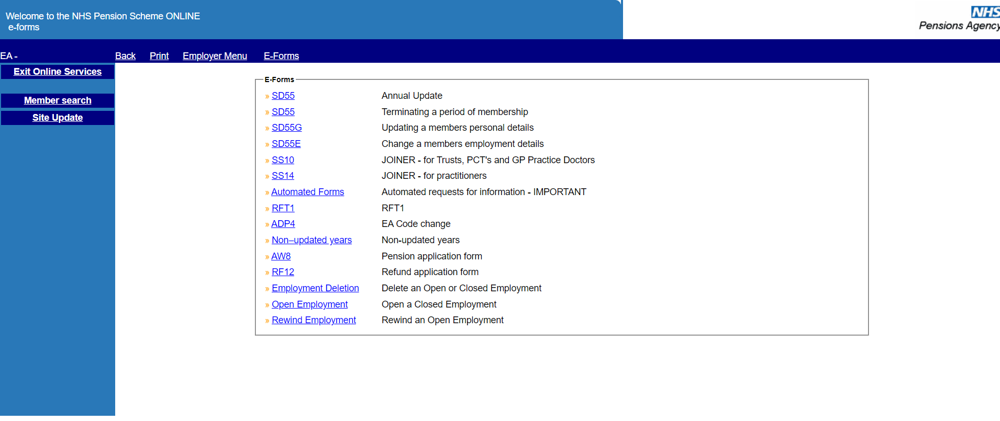 Welcome to the NHS Pension Scheme ONLINE
e-forms
NHS
Pensions Agency
EA -
Back Print Employer Menu E-Forms
Exit Online Services
Member search
Site Update
E-Forms
» SD55 Annual Update
» SD55 Terminating a period of membership
» SD55G Updating a members personal details
» SD55E Change a members employment details
» SS10 JOINER - for Trusts, PCT's and GP Practice Doctors
» SS14 JOINER - for practitioners
» Automated Forms Automated requests for information - IMPORTANT
» RFT1 RFT1
» ADP4 EA Code change
» Non–updated years Non-updated years
» AW8 Pension application form
» RF12 Refund application form
» Employment Deletion Delete an Open or Closed Employment
» Open Employment Open a Closed Employment
» Rewind Employment Rewind an Open Employment